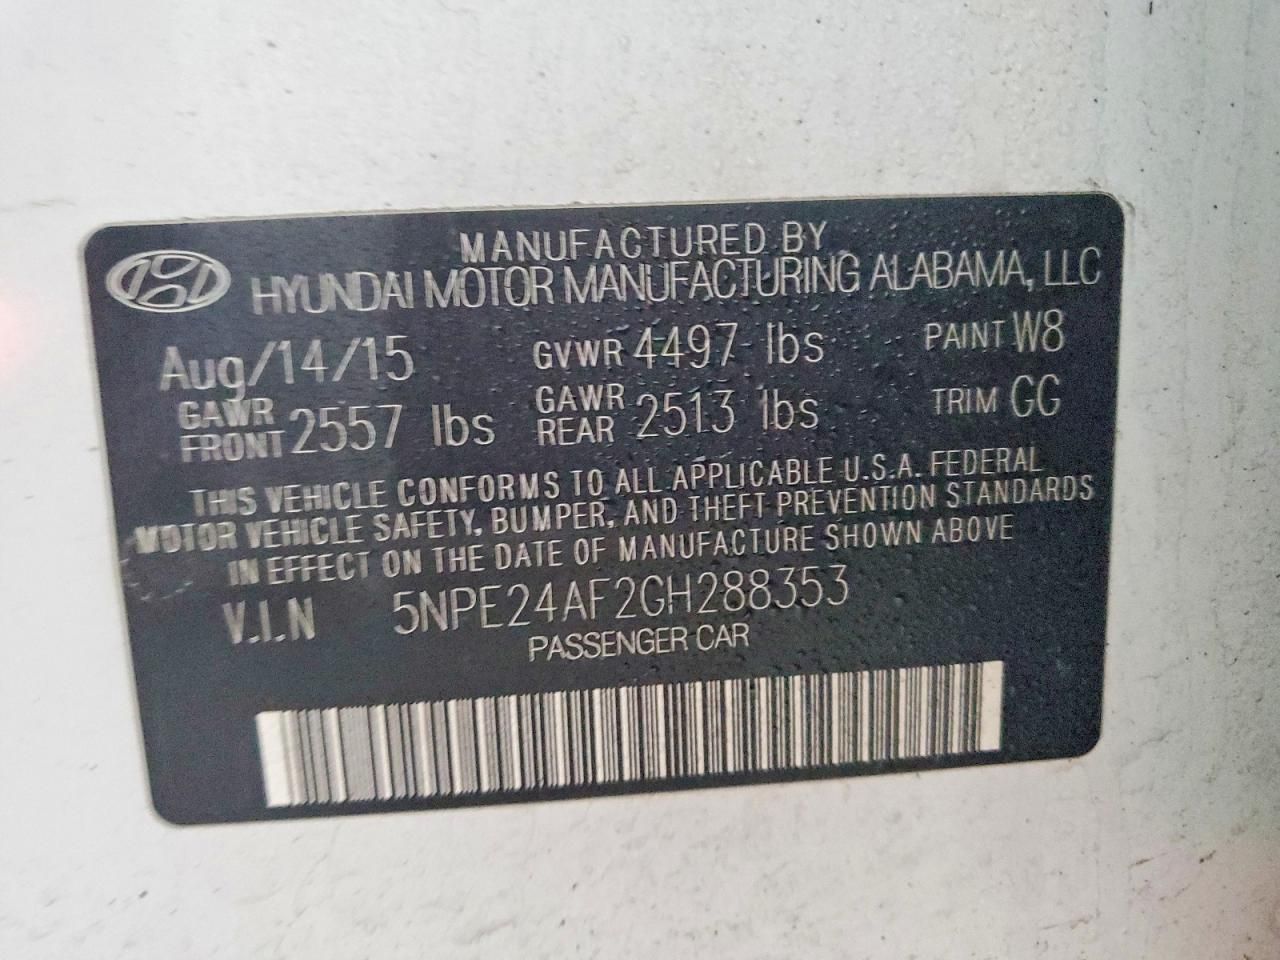 MANUFACTURED BY
HYUNDAI MOTOR MANUFACTURING ALABAMA, LLC
Aug/14/15 GVWR 4497 lbs PAINT W8
GAWR FRONT 2557 lbs GAWR REAR 2513 lbs TRIM GG
THIS VEHICLE CONFORMS TO ALL APPLICABLE U.S.A. FEDERAL
MOTOR VEHICLE SAFETY, BUMPER, AND THEFT PREVENTION STANDARDS
IN EFFECT ON THE DATE OF MANUFACTURE SHOWN ABOVE
V.I.N 5NPE24AF2GH288353
PASSENGER CAR